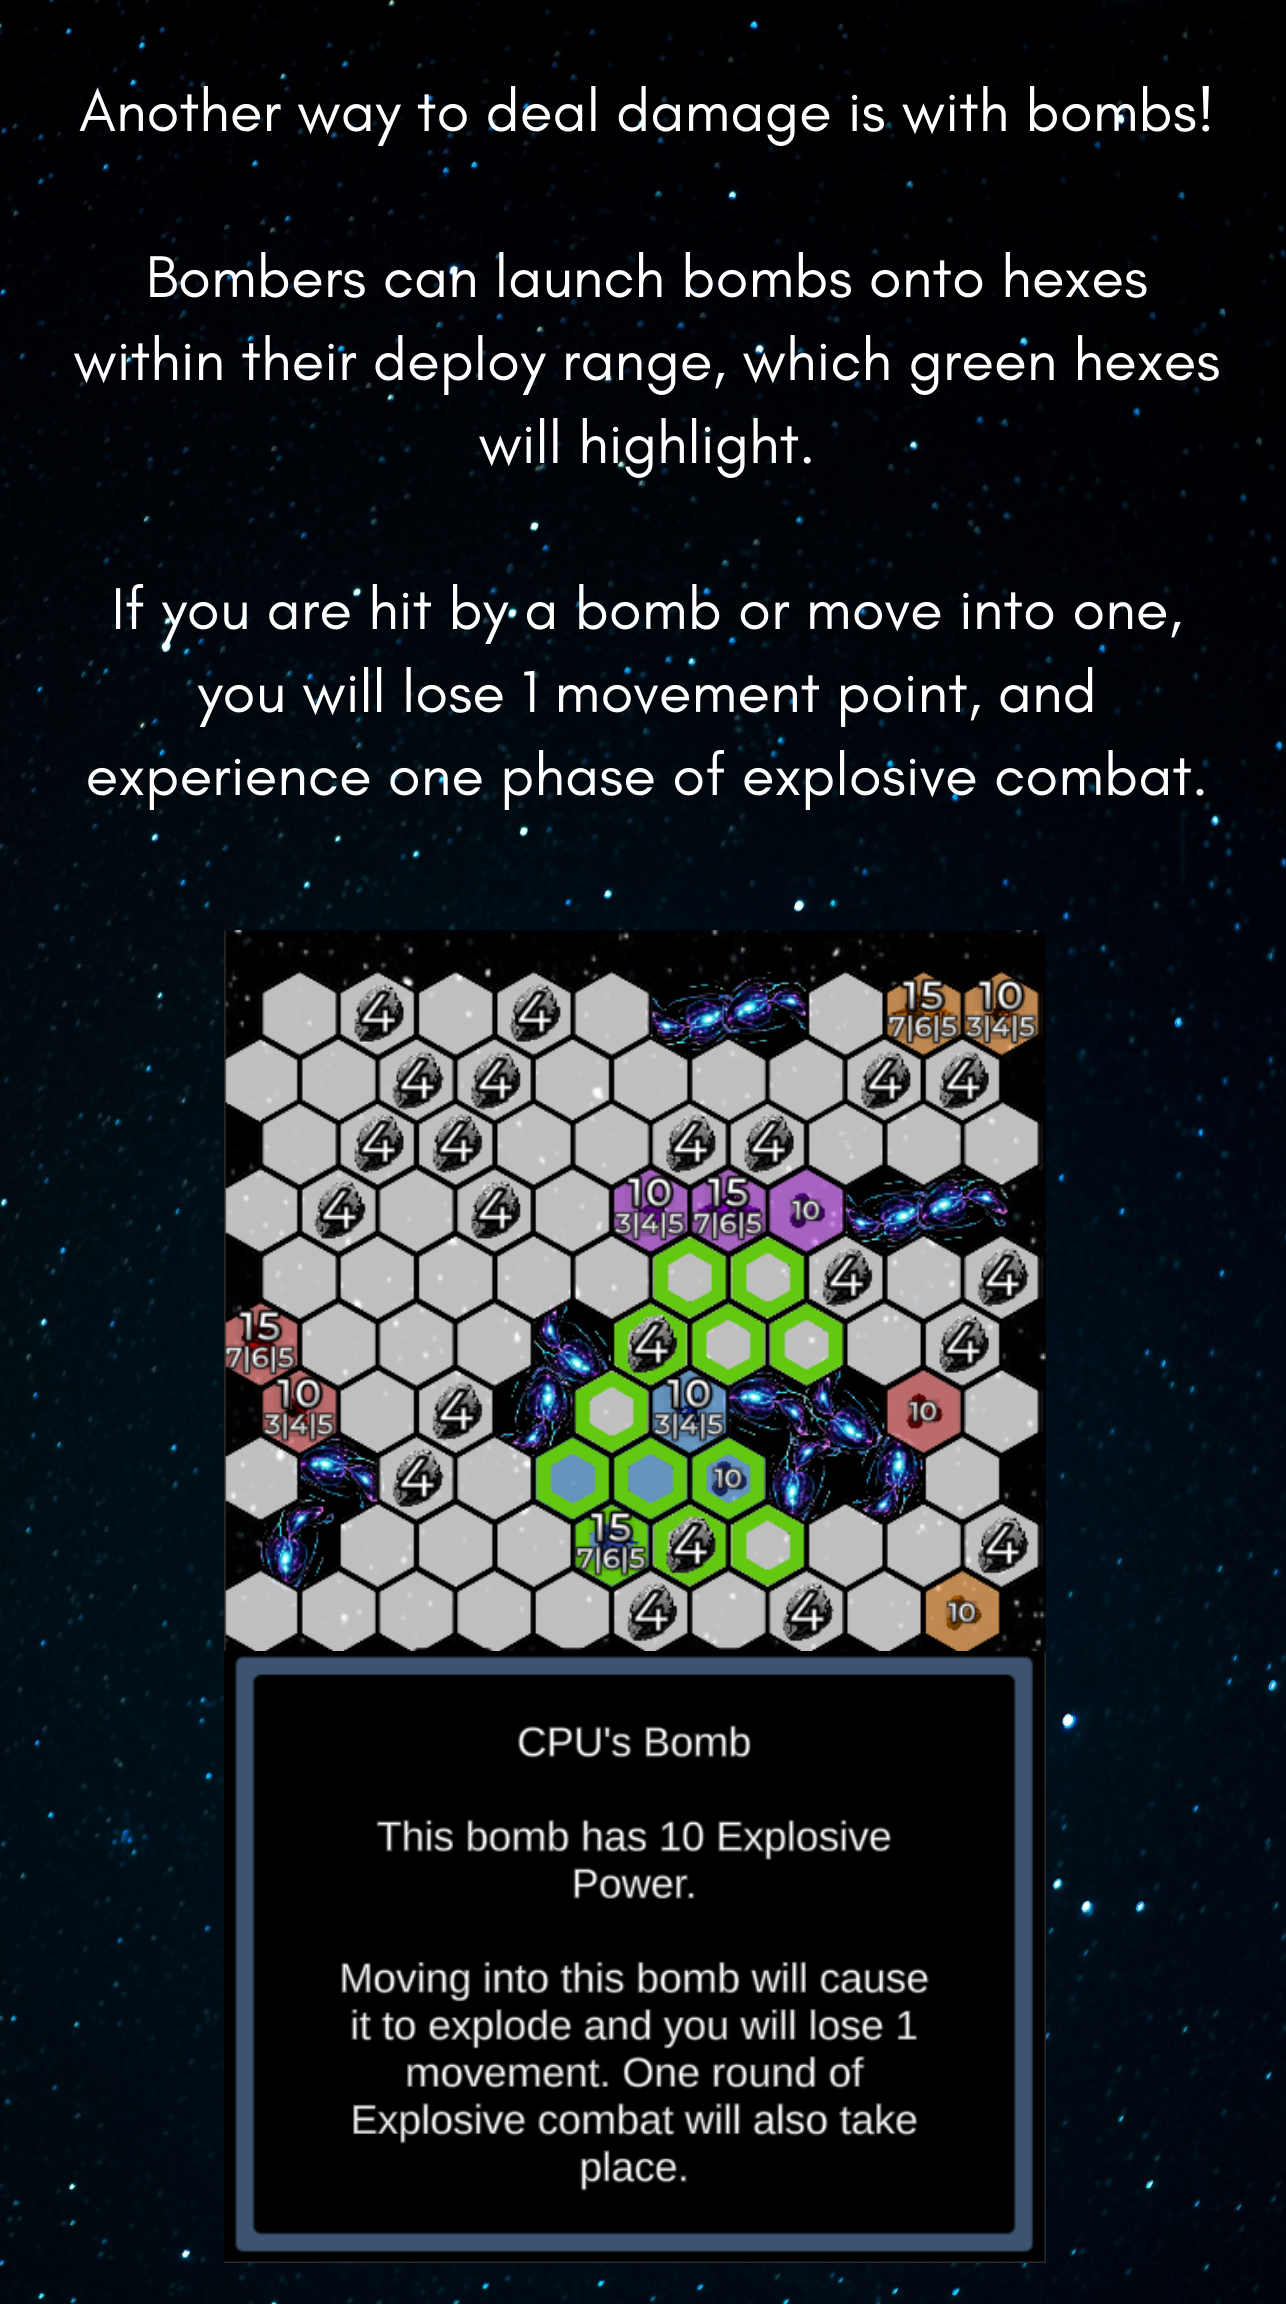 Another way to deal damage is with bombs!
Bombers can launch bombs onto hexes
within their deploy range, which green hexes
will highlight.
If you are hit by a bomb or move into one,
you will lose 1 movement point, and
experience one phase of explosive combat.
4 4 15 10
7|6|5 3|4|5
4 4 4 4
4 4 4 4
4 4 10 15 10
3|4|5 7|6|5
4 4
15 4 4
7|6|5
10 4 10 10
3|4|5 3|4|5
4 10
15 4 4
7|6|5
4 4 10
CPU's Bomb
This bomb has 10 Explosive
Power.
Moving into this bomb will cause
it to explode and you will lose 1
movement. One round of
Explosive combat will also take
place.